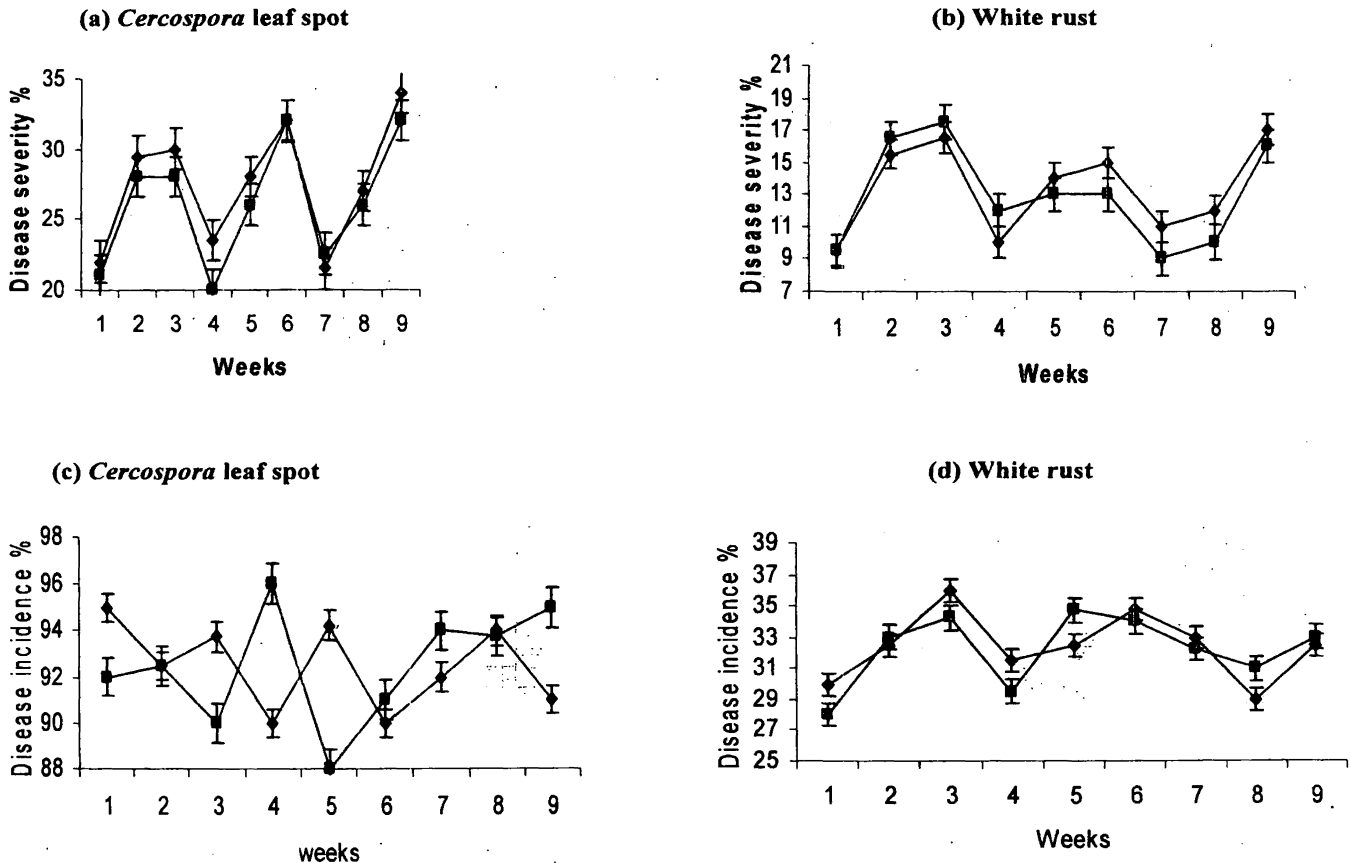 (a) Cercospora leaf spot
Disease severity %
35
30
25
20
1 2 3 4 5 6 7 8 9
Weeks
(b) White rust
Disease severity %
21
19
17
15
13
11
9
7
1 2 3 4 5 6 7 8 9
Weeks
(c) Cercospora leaf spot
Disease incidence %
98
96
94
92
90
88
1 2 3 4 5 6 7 8 9
weeks
(d) White rust
Disease incidence %
39
37
35
33
31
29
27
25
1 2 3 4 5 6 7 8 9
Weeks